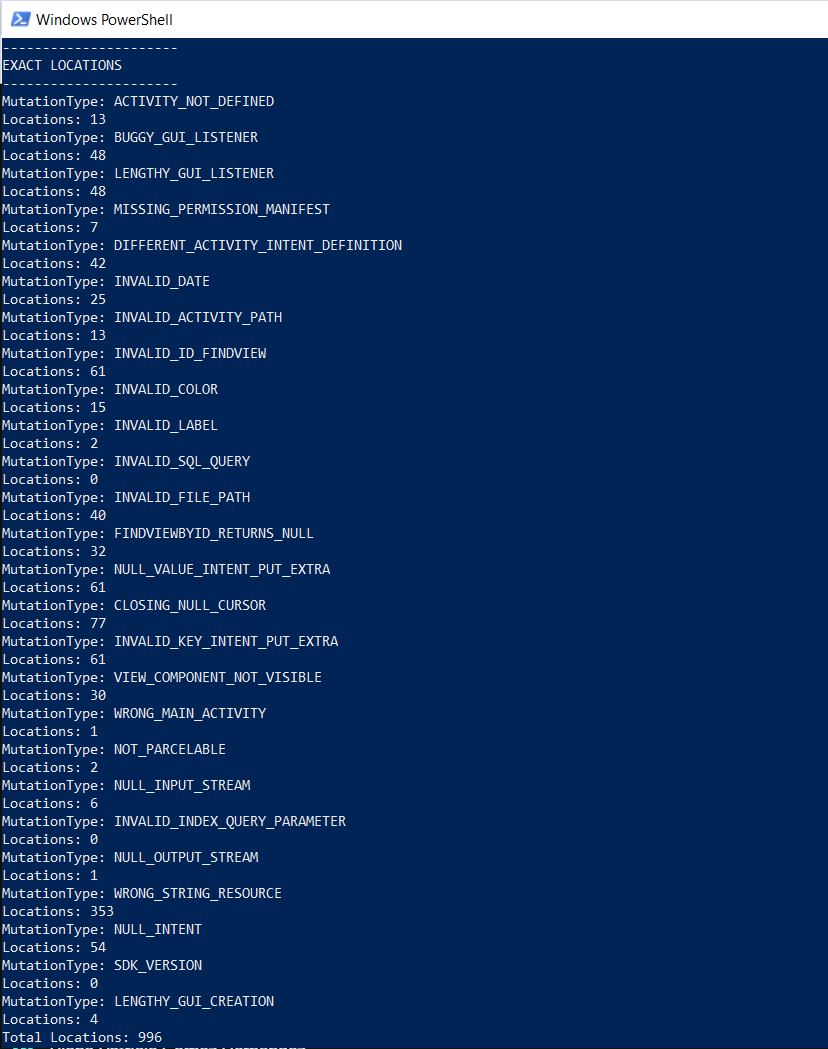 Windows PowerShell
----------------------
EXACT LOCATIONS
----------------------
MutationType: ACTIVITY_NOT_DEFINED
Locations: 13
MutationType: BUGGY_GUI_LISTENER
Locations: 48
MutationType: LENGTHY_GUI_LISTENER
Locations: 48
MutationType: MISSING_PERMISSION_MANIFEST
Locations: 7
MutationType: DIFFERENT_ACTIVITY_INTENT_DEFINITION
Locations: 42
MutationType: INVALID_DATE
Locations: 25
MutationType: INVALID_ACTIVITY_PATH
Locations: 13
MutationType: INVALID_ID_FINDVIEW
Locations: 61
MutationType: INVALID_COLOR
Locations: 15
MutationType: INVALID_LABEL
Locations: 2
MutationType: INVALID_SQL_QUERY
Locations: 0
MutationType: INVALID_FILE_PATH
Locations: 40
MutationType: FINDVIEWBYID_RETURNS_NULL
Locations: 32
MutationType: NULL_VALUE_INTENT_PUT_EXTRA
Locations: 61
MutationType: CLOSING_NULL_CURSOR
Locations: 77
MutationType: INVALID_KEY_INTENT_PUT_EXTRA
Locations: 61
MutationType: VIEW_COMPONENT_NOT_VISIBLE
Locations: 30
MutationType: WRONG_MAIN_ACTIVITY
Locations: 1
MutationType: NOT_PARCELABLE
Locations: 2
MutationType: NULL_INPUT_STREAM
Locations: 6
MutationType: INVALID_INDEX_QUERY_PARAMETER
Locations: 0
MutationType: NULL_OUTPUT_STREAM
Locations: 1
MutationType: WRONG_STRING_RESOURCE
Locations: 353
MutationType: NULL_INTENT
Locations: 54
MutationType: SDK_VERSION
Locations: 0
MutationType: LENGTHY_GUI_CREATION
Locations: 4
Total Locations: 996